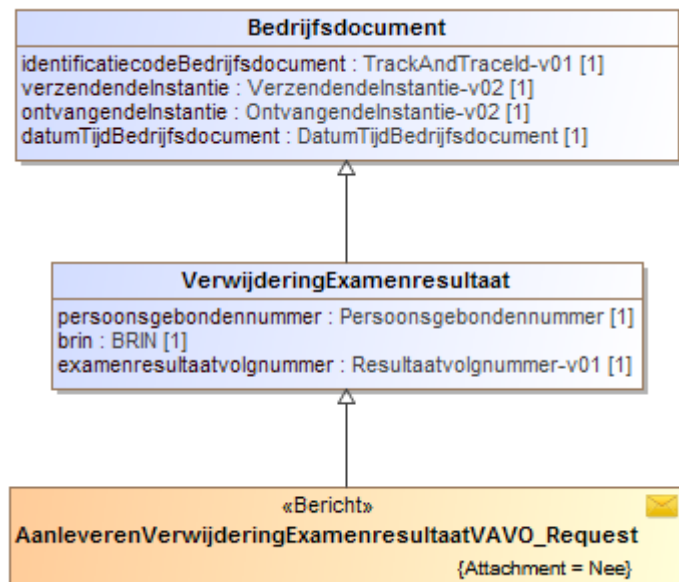 Bedrijfsdocument
identificatiecodeBedrijfsdocument : TrackAndTraceId-v01 [1]
verzendendeInstantie : VerzendendeInstantie-v02 [1]
ontvangendeInstantie : OntvangendeInstantie-v02 [1]
datumTijdBedrijfsdocument : DatumTijdBedrijfsdocument [1]
VerwijderingExamenresultaat
persoonsgebondennummer : Persoonsgebondennummer [1]
brin : BRIN [1]
examenresultaatvolgnummer : Resultaatvolgnummer-v01 [1]
«Bericht»
AanleverenVerwijderingExamenresultaatVAVO_Request
{Attachment = Nee}